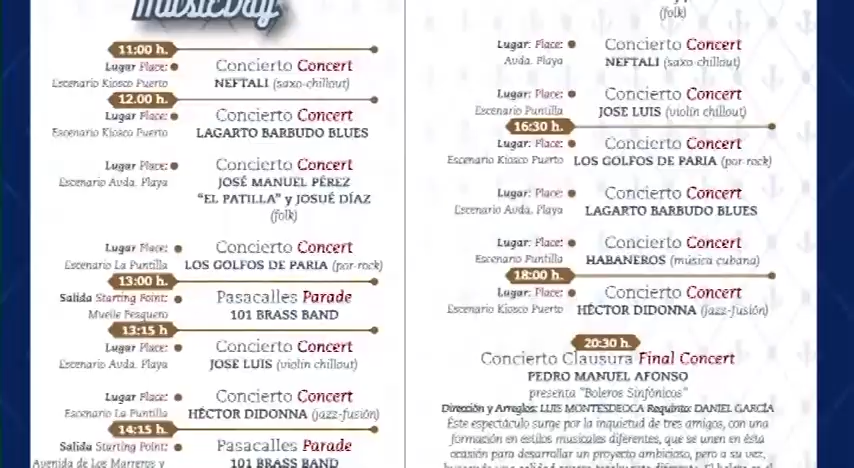 MusicDay
11:00 h.
Lugar Place: Concierto Concert
Escenario Kiosco Puerto NEFTALI (saxo-chillout)
12.00 h.
Lugar Place: Concierto Concert
Escenario Kiosco Puerto LAGARTO BARBUDO BLUES
Lugar Place: Concierto Concert
Escenario Avda. Playa JOSÉ MANUEL PÉREZ
"EL PATILLA" y JOSUÉ DÍAZ
(folk)
Lugar Place: Concierto Concert
Escenario La Puntilla LOS GOLFOS DE PARIA (por-rock)
13:00 h.
Salida Starting Point: Pasacalles Parade
Muelle Pesquero 101 BRASS BAND
13:15 h
Lugar Place: Concierto Concert
Escenario Avda. Playa JOSE LUIS (violin chillout)
Lugar Place: Concierto Concert
Escenario La Puntilla HÉCTOR DIDONNA (jazz-fusión)
14:15 h.
Salida Starting Point: Pasacalles Parade
Avenida de Los Marreros y 101 BRASS BAND
(folk)
Lugar: Place: Concierto Concert
Avda. Playa NEFTALI (saxo-chillout)
Lugar: Place: Concierto Concert
Escenario Puntilla JOSE LUIS (violin chillout)
16:30 h.
Lugar: Place: Concierto Concert
Escenario Kiosco Puerto LOS GOLFOS DE PARIA (por-rock)
Lugar: Place: Concierto Concert
Escenario Avda. Playa LAGARTO BARBUDO BLUES
Lugar: Place: Concierto Concert
Escenario Puntilla HABANEROS (música cubana)
18:00 h.
Lugar: Place: Concierto Concert
Escenario Kiosco Puerto HÉCTOR DIDONNA (jazz-fusión)
20:30 h.
Concierto Clausura Final Concert
PEDRO MANUEL AFONSO
presenta "Boleros Sinfónicos"
Dirección y Arreglos: LUIS MONTESDEOCA Requinto: DANIEL GARCÍA
Este espectáculo surge por la inquietud de tres amigos, con una
formación en estilos musicales diferentes, que se unen en ésta
ocasión para desarrollar un proyecto ambicioso, pero a su vez,